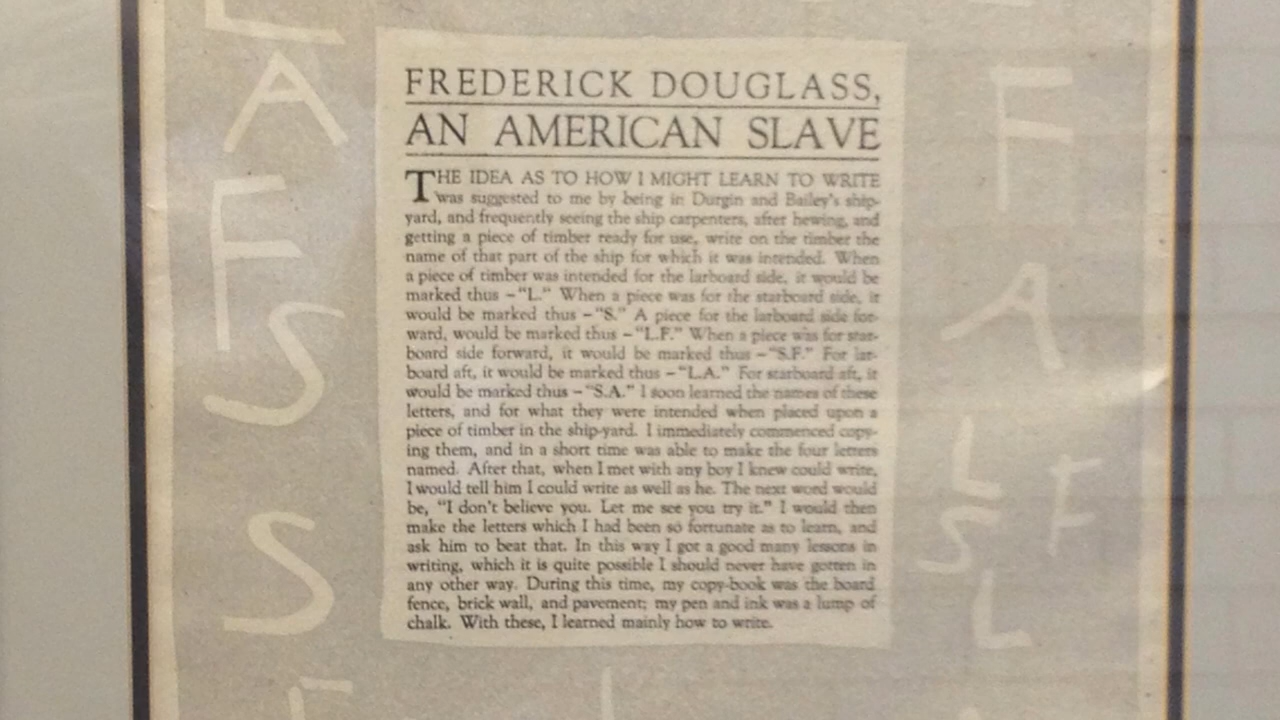 FREDERICK DOUGLASS,
AN AMERICAN SLAVE
THE IDEA AS TO HOW I MIGHT LEARN TO WRITE
was suggested to me by being in Durgin and Bailey's ship-
yard, and frequently seeing the ship carpenters, after hewing, and
getting a piece of timber ready for use, write on the timber the
name of that part of the ship for which it was intended. When
a piece of timber was intended for the larboard side, it would be
marked thus – "L." When a piece was for the starboard side, it
would be marked thus – "S." A piece for the larboard side for-
ward, would be marked thus – "L.F." When a piece was for star-
board side forward, it would be marked thus – "S.F." For lar-
board aft, it would be marked thus – "L.A." For starboard aft, it
would be marked thus – "S.A." I soon learned the names of these
letters, and for what they were intended when placed upon a
piece of timber in the ship-yard. I immediately commenced copy-
ing them, and in a short time was able to make the four letters
named. After that, when I met with any boy I knew could write,
I would tell him I could write as well as he. The next word would
be, "I don't believe you. Let me see you try it." I would then
make the letters which I had been so fortunate as to learn, and
ask him to beat that. In this way I got a good many lessons in
writing, which it is quite possible I should never have gotten in
any other way. During this time, my copy-book was the board
fence, brick wall, and pavement; my pen and ink was a lump of
chalk. With these, I learned mainly how to write.
L
A
F
S
S
F
A
L
F
S
L